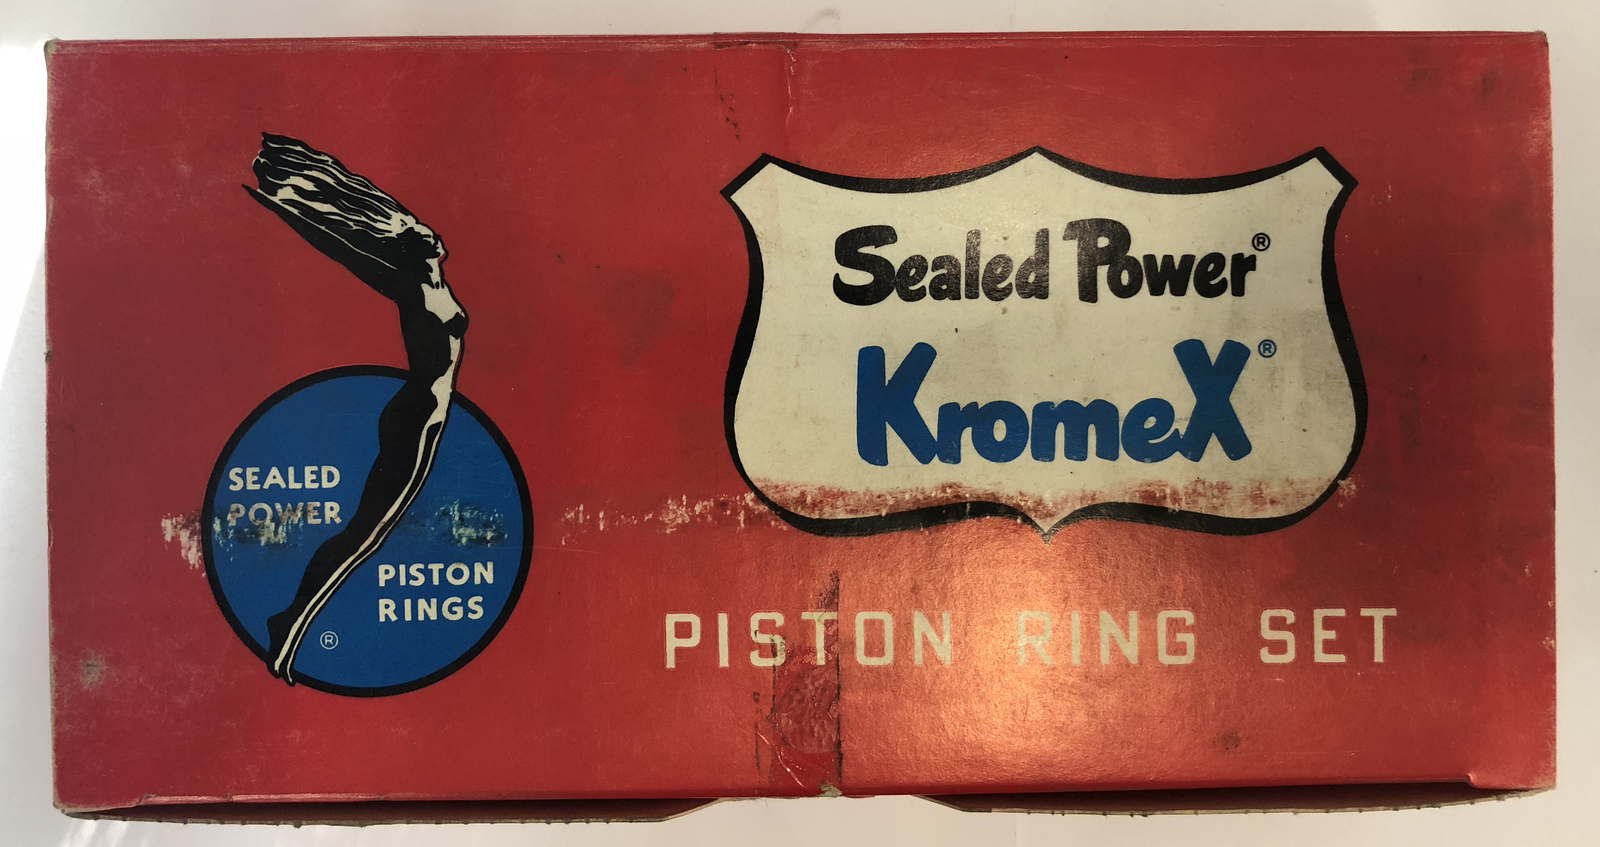 SEALED
POWER
PISTON
RINGS
®
Sealed Power®
KromeX®
PISTON RING SET